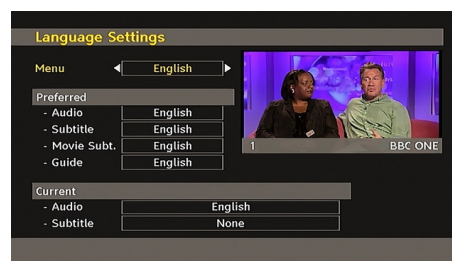 Language Settings
Menu English
Preferred
- Audio English
- Subtitle English
- Movie Subt. English
- Guide English
1 BBC ONE
Current
- Audio English
- Subtitle None